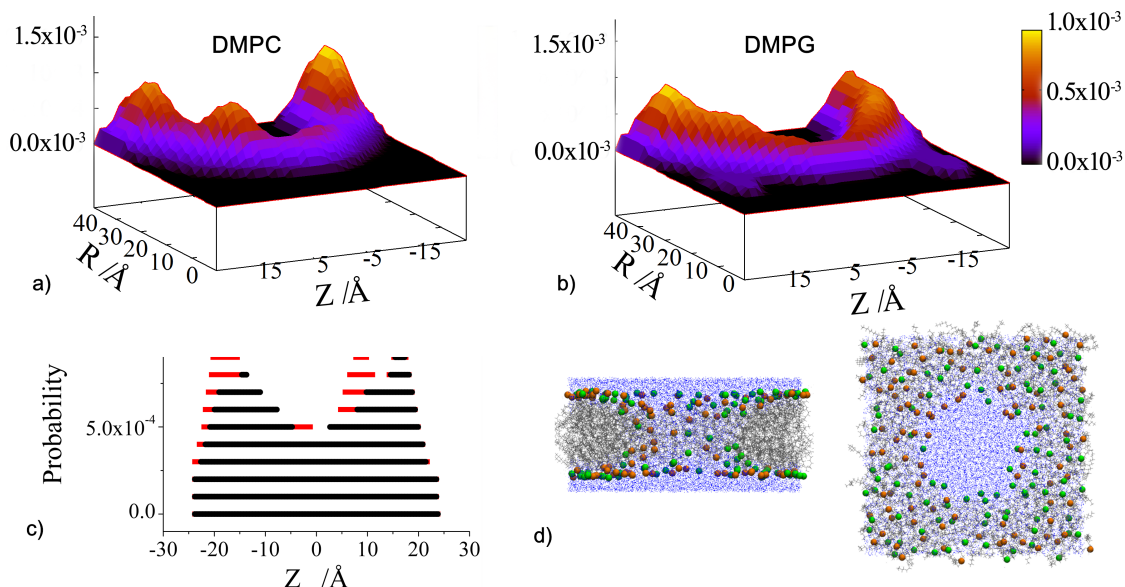 DMPC
1.5x10⁻³
0.0x10⁻³
40
30
20
10
0
R /Å
15
5
-5
-15
Z /Å
a)
DMPG
1.5x10⁻³
0.0x10⁻³
40
30
20
10
0
R /Å
15
5
-5
-15
Z /Å
b)
1.0x10⁻³
0.5x10⁻³
0.0x10⁻³
Probability
5.0x10⁻⁴
0.0
-30 -20 -10 0 10 20 30
Z /Å
c)
d)